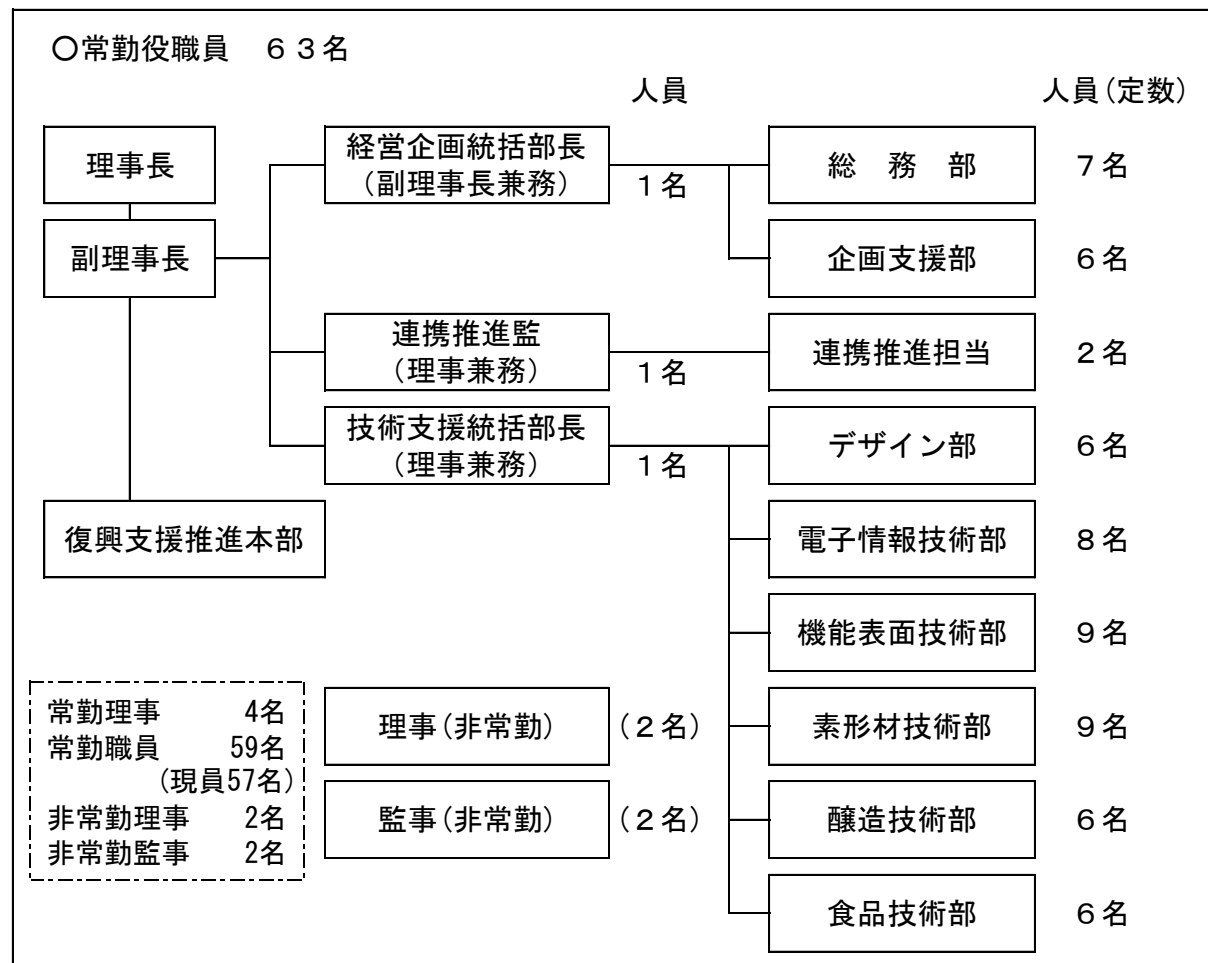 〇常勤役職員　６３名
人員
人員(定数)
理事長
経営企画統括部長
(副理事長兼務)
１名
総　務　部
７名
副理事長
企画支援部
６名
連携推進監
(理事兼務)
１名
連携推進担当
２名
技術支援統括部長
(理事兼務)
１名
デザイン部
６名
復興支援推進本部
電子情報技術部
８名
機能表面技術部
９名
常勤理事　4名
常勤職員　59名
(現員57名)
非常勤理事　2名
非常勤監事　2名
理事(非常勤)
(２名)
素形材技術部
９名
監事(非常勤)
(２名)
醸造技術部
６名
食品技術部
６名